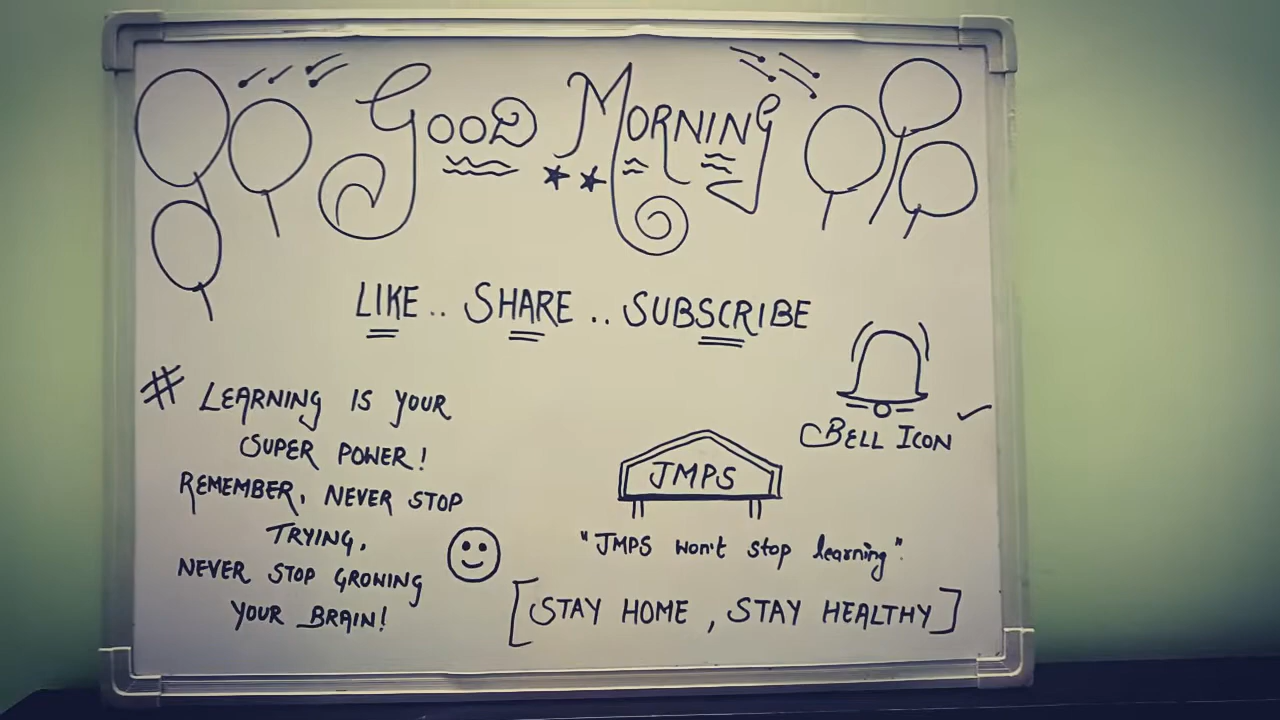 GOOD MORNING
LIKE .. SHARE .. SUBSCRIBE
# LEARNING IS YOUR
SUPER POWER!
REMEMBER, NEVER STOP
TRYING,
NEVER STOP GROWING
YOUR BRAIN!
BELL ICON
JMPS
"JMPS won't stop learning".
[STAY HOME, STAY HEALTHY]